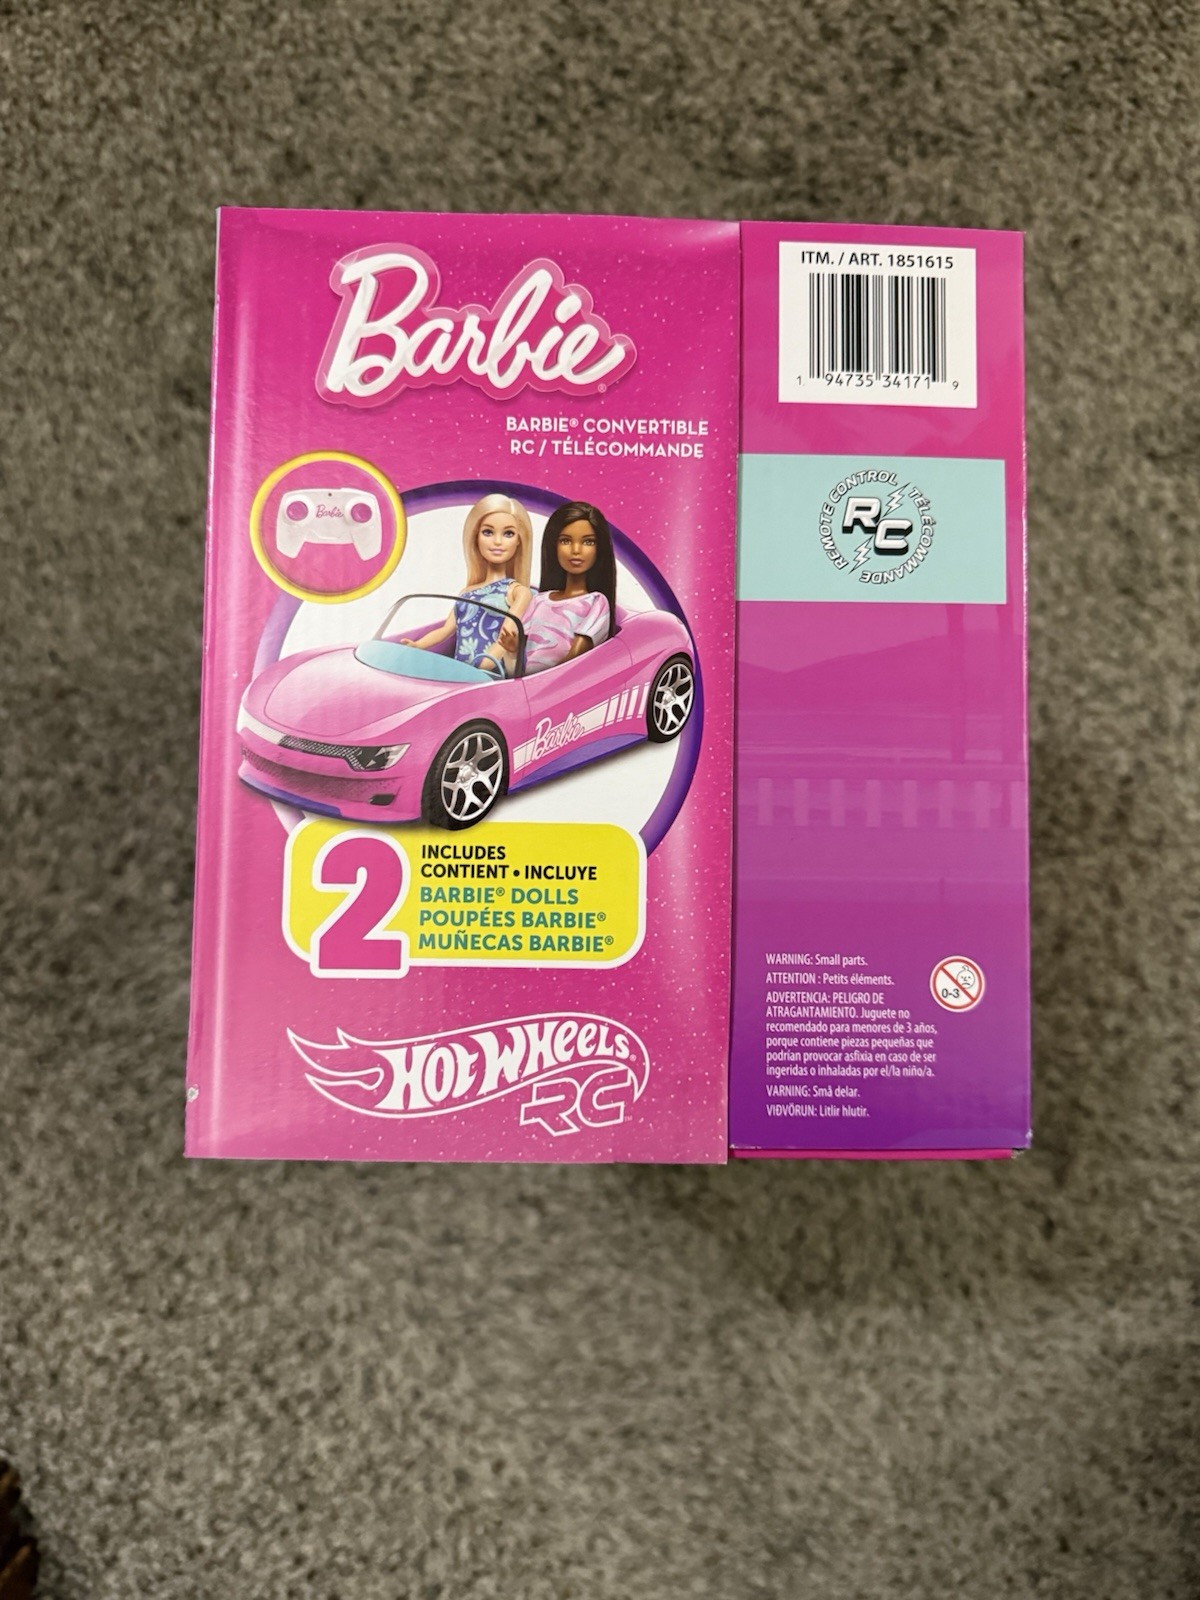 Barbie®
BARBIE® CONVERTIBLE
RC / TÉLÉCOMMANDE
Barbie
Barbie
2
INCLUDES
CONTIENT • INCLUYE
BARBIE® DOLLS
POUPÉES BARBIE®
MUÑECAS BARBIE®
HOT WHEELS®
RC™
ITM. / ART. 1851615
1 94735 34171 9
REMOTE CONTROL
TÉLÉCOMMANDE
RC
WARNING: Small parts.
ATTENTION : Petits éléments.
ADVERTENCIA: PELIGRO DE
ATRAGANTAMIENTO. Juguete no
recomendado para menores de 3 años,
porque contiene piezas pequeñas que
podrían provocar asfixia en caso de ser
ingeridas o inhaladas por el/la niño/a.
VARNING: Små delar.
VIÐVÖRUN: Litlir hlutir.
0-3